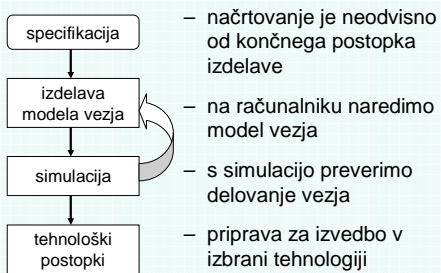 specifikacija
izdelava
modela vezja
simulacija
tehnološki
postopki
– načrtovanje je neodvisno
od končnega postopka
izdelave
– na računalniku naredimo
model vezja
– s simulacijo preverimo
delovanje vezja
– priprava za izvedbo v
izbrani tehnologiji